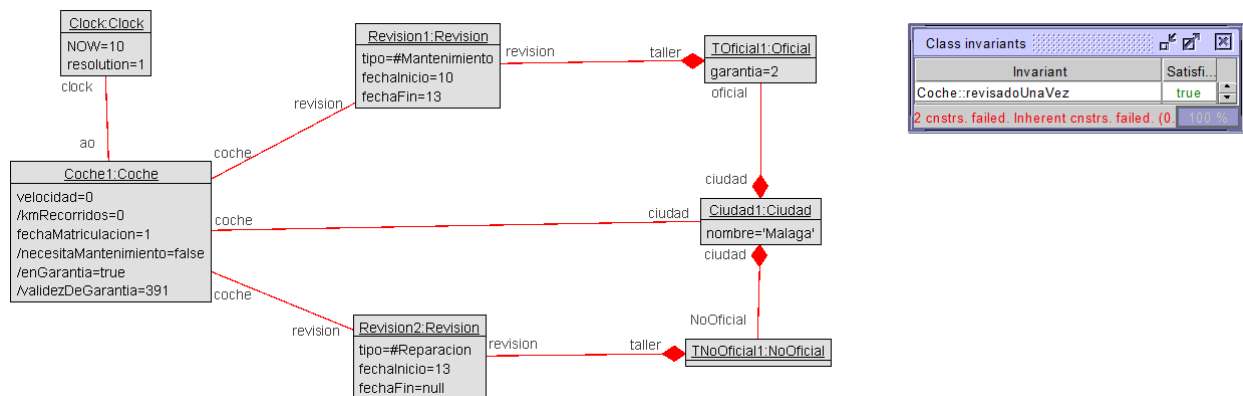 Clock:Clock
NOW=10
resolution=1
clock
ao
Revision1:Revision
tipo=#Mantenimiento
fechaInicio=10
fechaFin=13
revision
taller
revision
coche
TOficial1:Oficial
garantia=2
oficial
Class invariants
Invariant
Satisfi...
Coche::revisadoUnaVez
true
2 cnstrs. failed. Inherent cnstrs. failed. (0.
100 %
Coche1:Coche
velocidad=0
/kmRecorridos=0
fechaMatriculacion=1
/necesitaMantenimiento=false
/enGarantia=true
/validezDeGarantia=391
coche
ciudad
ciudad
Ciudad1:Ciudad
nombre='Malaga'
ciudad
coche
revision
Revision2:Revision
tipo=#Reparacion
fechaInicio=13
fechaFin=null
revision
taller
NoOficial
TNoOficial1:NoOficial